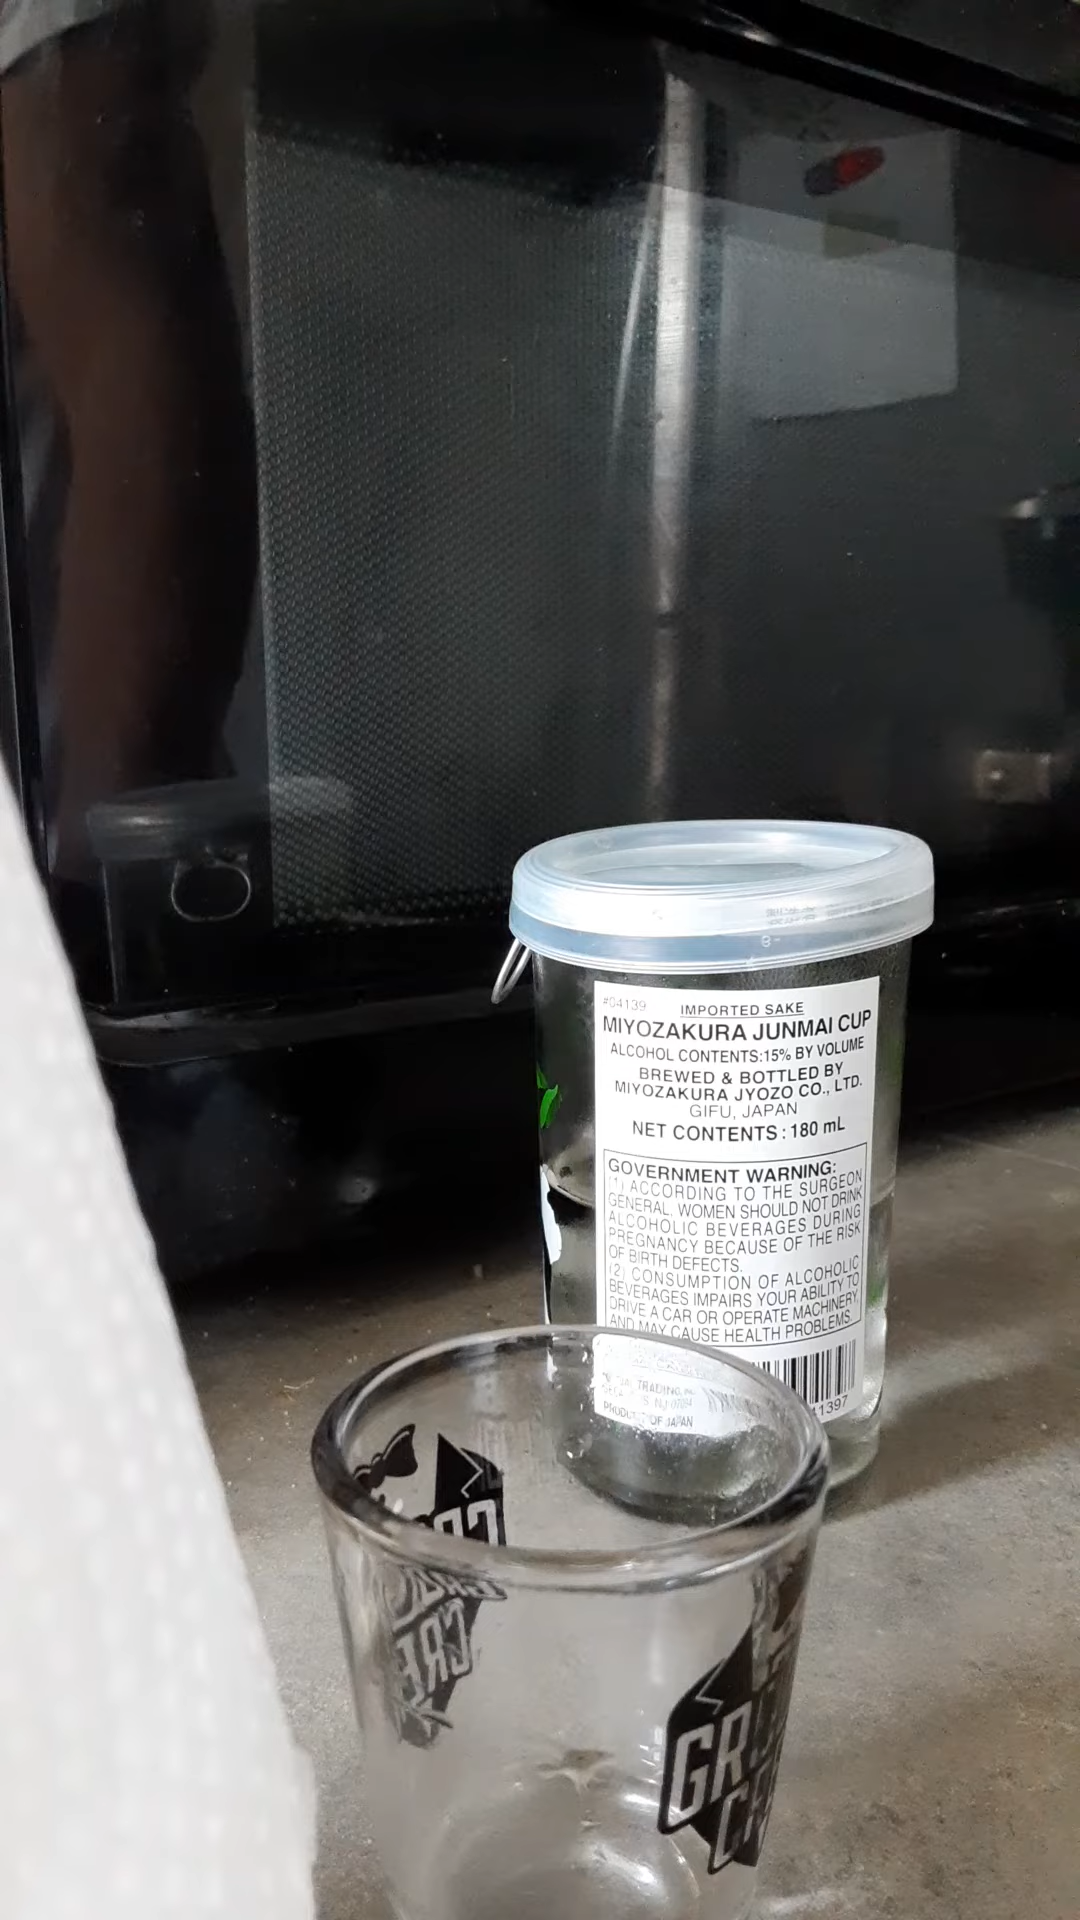 #04139
IMPORTED SAKE
MIYOZAKURA JUNMAI CUP
ALCOHOL CONTENTS:15% BY VOLUME
BREWED & BOTTLED BY
MIYOZAKURA JYOZO CO., LTD.
GIFU, JAPAN
NET CONTENTS : 180 mL
GOVERNMENT WARNING:
(1) ACCORDING TO THE SURGEON
GENERAL, WOMEN SHOULD NOT DRINK
ALCOHOLIC BEVERAGES DURING
PREGNANCY BECAUSE OF THE RISK
OF BIRTH DEFECTS.
(2) CONSUMPTION OF ALCOHOLIC
BEVERAGES IMPAIRS YOUR ABILITY TO
DRIVE A CAR OR OPERATE MACHINERY,
AND MAY CAUSE HEALTH PROBLEMS.
TRADING, INC
PRODUCT OF JAPAN